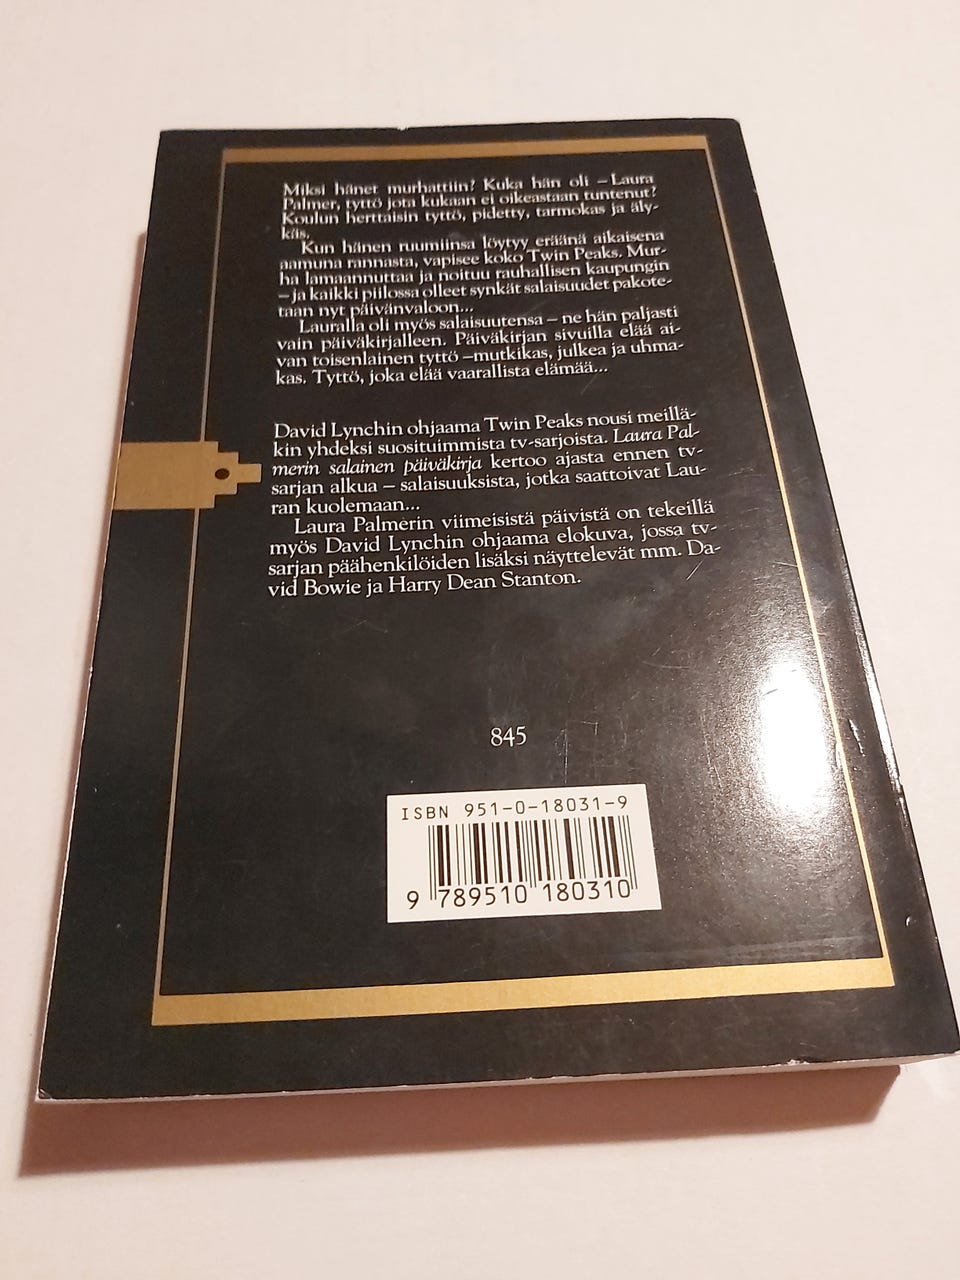 Miksi hänet murhattiin? Kuka hän oli – Laura
Palmer, tyttö jota kukaan ei oikeastaan tuntenut?
Koulun herttaisin tyttö, pidetty, tarmokas ja äly-
käs.
Kun hänen ruumiinsa löytyy eräänä aikaisena
aamuna rannasta, vapisee koko Twin Peaks. Mur-
ha lamaannuttaa ja noituu rauhallisen kaupungin
– ja kaikki piilossa olleet synkät salaisuudet pakote-
taan nyt päivänvaloon...
Lauralla oli myös salaisuutensa – ne hän paljasti
vain päiväkirjalleen. Päiväkirjan sivuilla elää ai-
van toisenlainen tyttö – mutkikas, julkea ja uhma-
kas. Tyttö, joka elää vaarallista elämää...
David Lynchin ohjaama Twin Peaks nousi meillä-
kin yhdeksi suosituimmista tv-sarjoista. Laura Pal-
merin salainen päiväkirja kertoo ajasta ennen tv-
sarjan alkua – salaisuuksista, jotka saattoivat Lau-
ran kuolemaan...
Laura Palmerin viimeisistä päivistä on tekeillä
myös David Lynchin ohjaama elokuva, jossa tv-
sarjan päähenkilöiden lisäksi näyttelevät mm. Da-
vid Bowie ja Harry Dean Stanton.
845
ISBN 951-0-18031-9
9 789510 180310